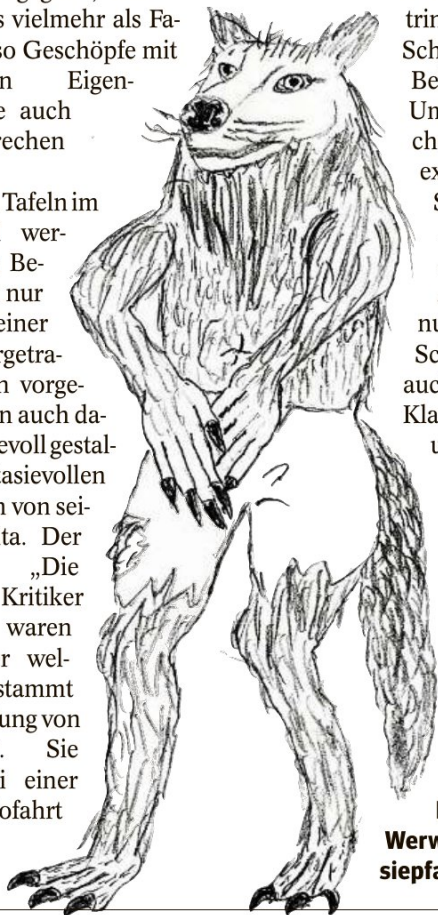 s vielmehr als Fa-
so Geschöpfe mit
n Eigen-
e auch
rechen
Tafeln im
wer-
Be-
nur
einer
rgetra-
n vorge-
n auch da-
evoll gestal-
tasievollen
n von sei-
ta. Der
„Die
Kritiker
waren
r wel-
stammt
ung von
. Sie
i einer
ofahrt
trin
Sch
Be
Un
ch
ex
S
nu
Sc
auc
Kla
u
Werw
siepfa